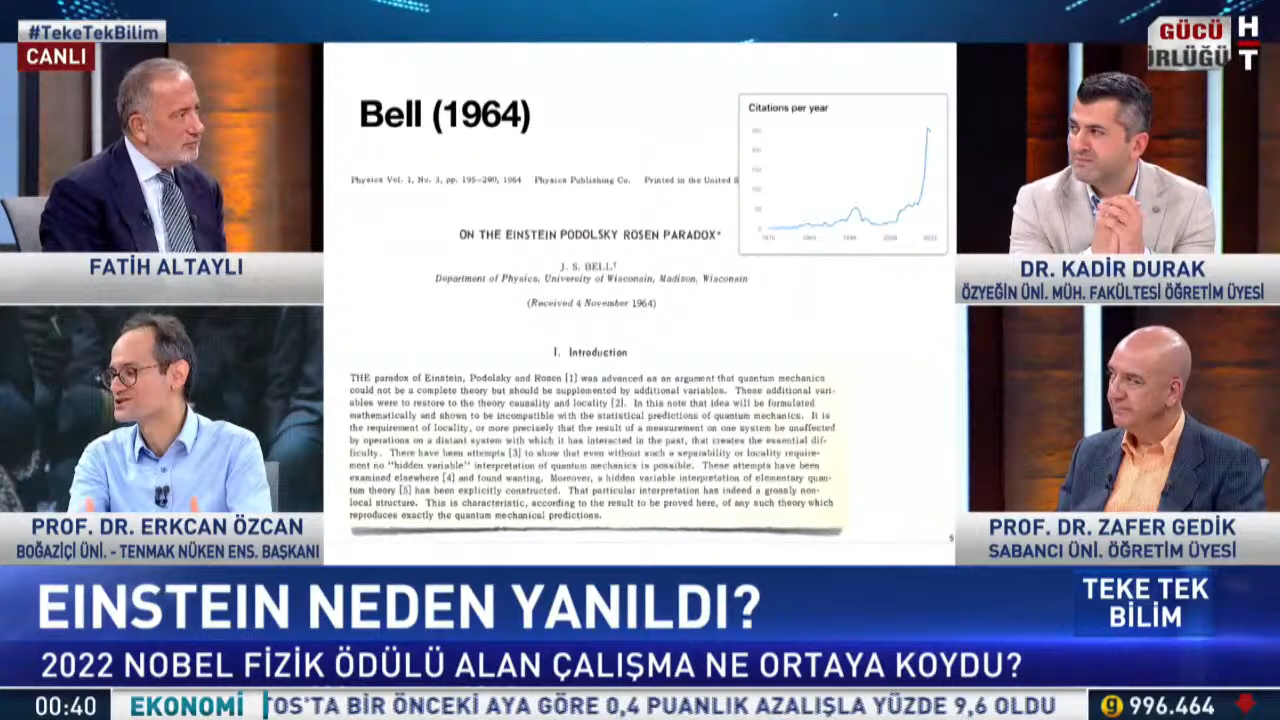 #TekeTekBilim
CANLI
GÜCÜ
ÜRLÜĞÜ
H
T
Bell (1964)
Citations per year
Physics Vol. 1, No. 3, pp. 195–200, 1964 Physics Publishing Co. Printed in the United S
ON THE EINSTEIN PODOLSKY ROSEN PARADOX*
J. S. BELL†
Department of Physics, University of Wisconsin, Madison, Wisconsin
(Received 4 November 1964)
I. Introduction
THE paradox of Einstein, Podolsky and Rosen [1] was advanced as an argument that quantum mechanics
could not be a complete theory but should be supplemented by additional variables. These additional vari-
ables were to restore to the theory causality and locality [2]. In this note that idea will be formulated
mathematically and shown to be incompatible with the statistical predictions of quantum mechanics. It is
the requirement of locality, or more precisely that the result of a measurement on one system be unaffected
by operations on a distant system with which it has interacted in the past, that creates the essential dif-
ficulty. There have been attempts [3] to show that even without such a separability or locality require-
ment no "hidden variable" interpretation of quantum mechanics is possible. These attempts have been
examined elsewhere [4] and found wanting. Moreover, a hidden variable interpretation of elementary quan-
tum theory [5] has been explicitly constructed. That particular interpretation has indeed a grossly non-
local structure. This is characteristic, according to the result to be proved here, of any such theory which
reproduces exactly the quantum mechanical predictions.
FATİH ALTAYLI
DR. KADİR DURAK
ÖZYEĞİN ÜNİ. MÜH. FAKÜLTESİ ÖĞRETİM ÜYESİ
PROF. DR. ERKCAN ÖZCAN
BOĞAZİÇİ ÜNİ. - TENMAK NÜKEN ENS. BAŞKANI
PROF. DR. ZAFER GEDİK
SABANCI ÜNİ. ÖĞRETİM ÜYESİ
EINSTEIN NEDEN YANILDI?
TEKE TEK
BİLİM
2022 NOBEL FİZİK ÖDÜLÜ ALAN ÇALIŞMA NE ORTAYA KOYDU?
00:40
EKONOMİ
TOS'TA BİR ÖNCEKİ AYA GÖRE 0,4 PUANLIK AZALIŞLA YÜZDE 9,6 OLDU
g 996.464